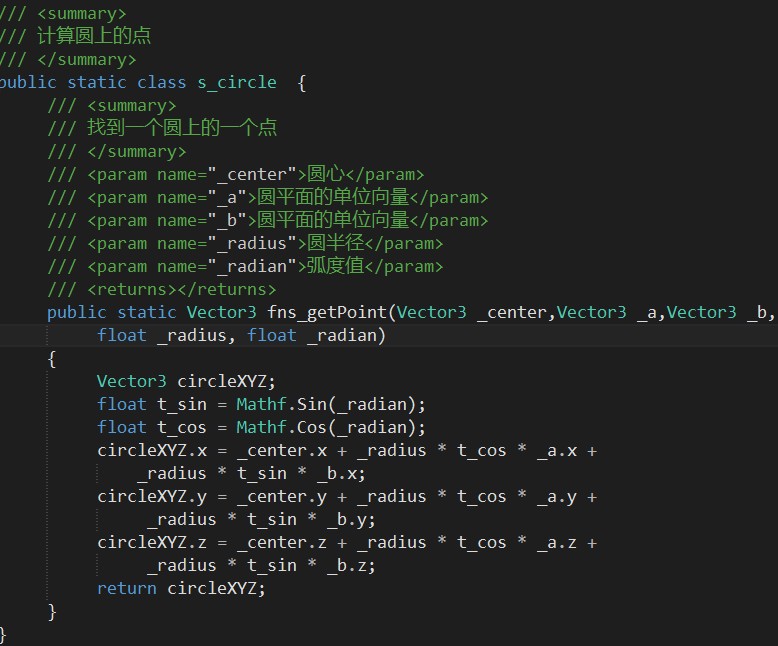 /// <summary>
/// 计算圆上的点
/// </summary>
public static class s_circle  {
/// <summary>
/// 找到一个圆上的一个点
/// </summary>
/// <param name="_center">圆心</param>
/// <param name="_a">圆平面的单位向量</param>
/// <param name="_b">圆平面的单位向量</param>
/// <param name="_radius">圆半径</param>
/// <param name="_radian">弧度值</param>
/// <returns></returns>
public static Vector3 fns_getPoint(Vector3 _center,Vector3 _a,Vector3 _b,
float _radius, float _radian)
{
Vector3 circleXYZ;
float t_sin = Mathf.Sin(_radian);
float t_cos = Mathf.Cos(_radian);
circleXYZ.x = _center.x + _radius * t_cos * _a.x +
_radius * t_sin * _b.x;
circleXYZ.y = _center.y + _radius * t_cos * _a.y +
_radius * t_sin * _b.y;
circleXYZ.z = _center.z + _radius * t_cos * _a.z +
_radius * t_sin * _b.z;
return circleXYZ;
}
}